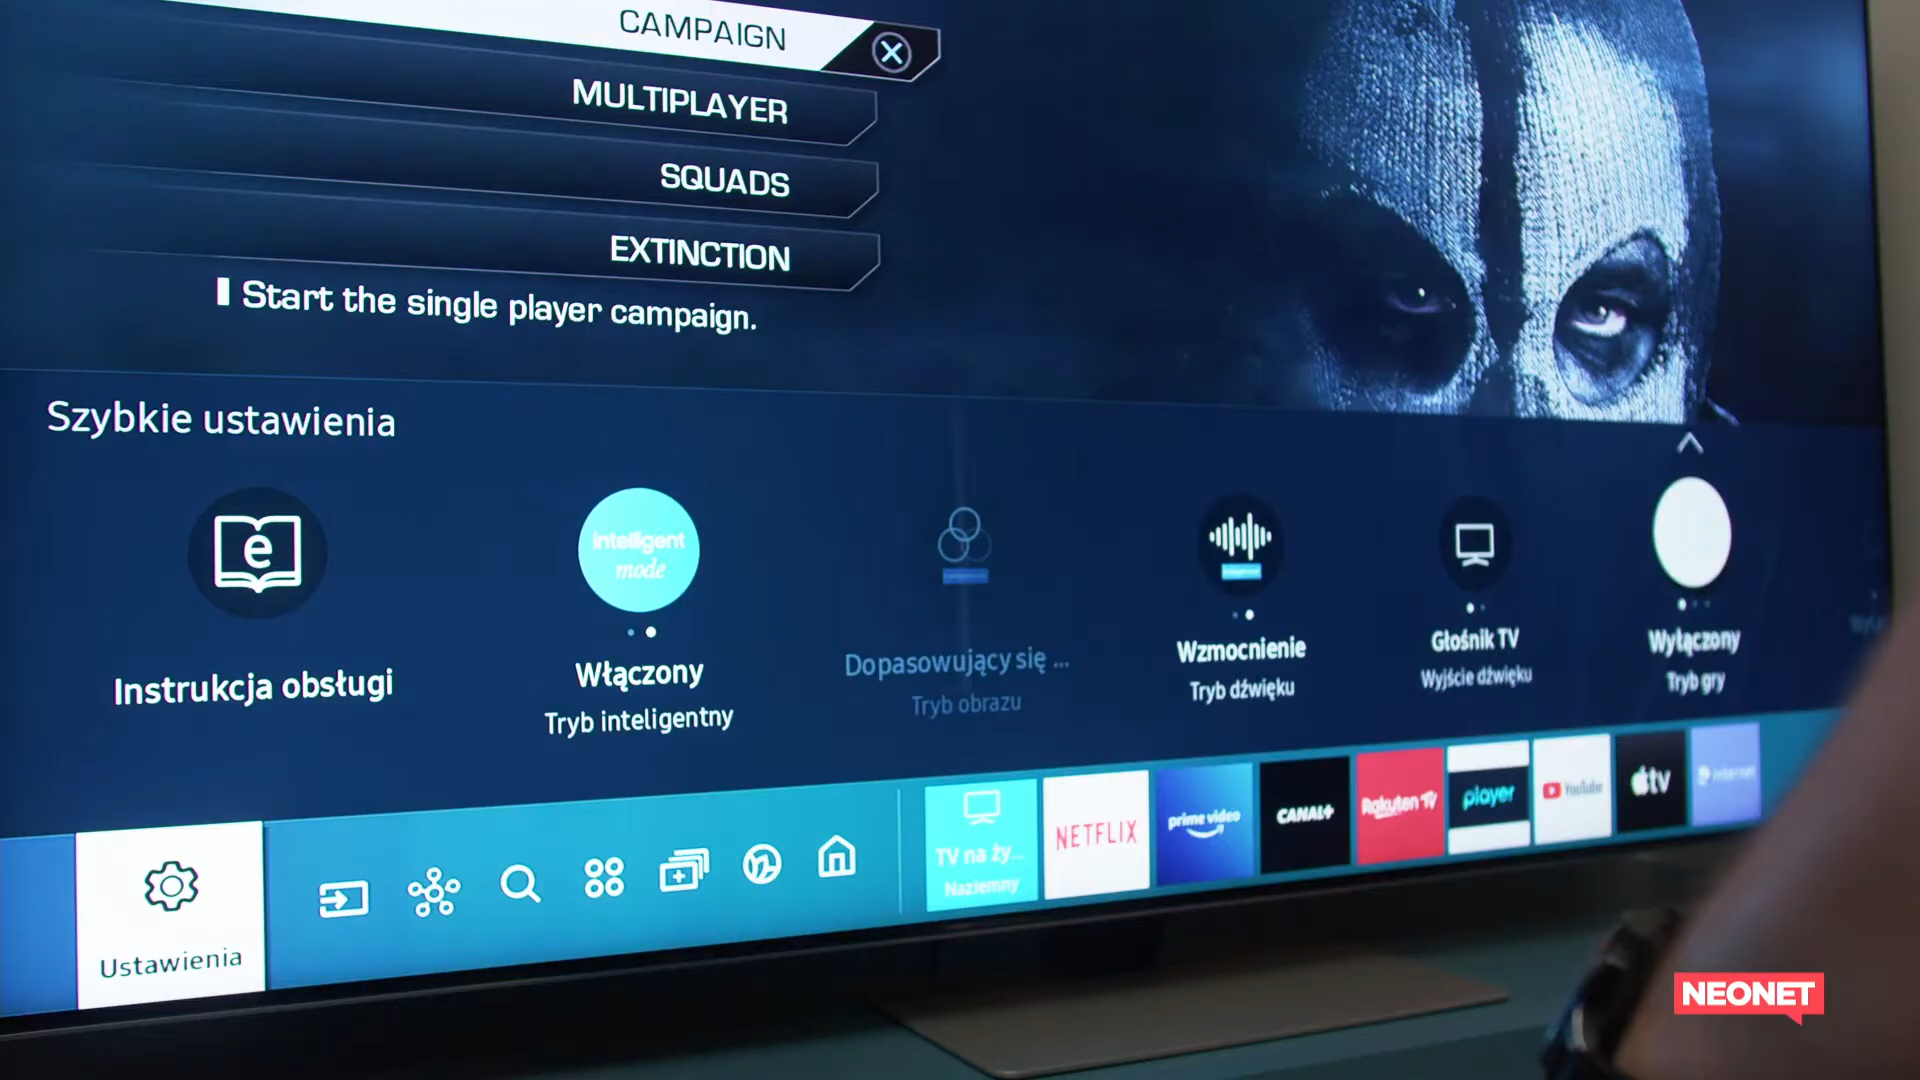 CAMPAIGN
MULTIPLAYER
SQUADS
EXTINCTION
Start the single player campaign.
Szybkie ustawienia
e
Intelligent
mode
Instrukcja obsługi
Włączony
Tryb inteligentny
Dopasowujący się ...
Tryb obrazu
Wzmocnienie
Tryb dźwięku
Głośnik TV
Wyjście dźwięku
Wyłączony
Tryb gry
Ustawienia
TV na ży...
Naziemny
NETFLIX
prime video
CANAL+
Rakuten TV
player
YouTube
tv
internet
NEONET